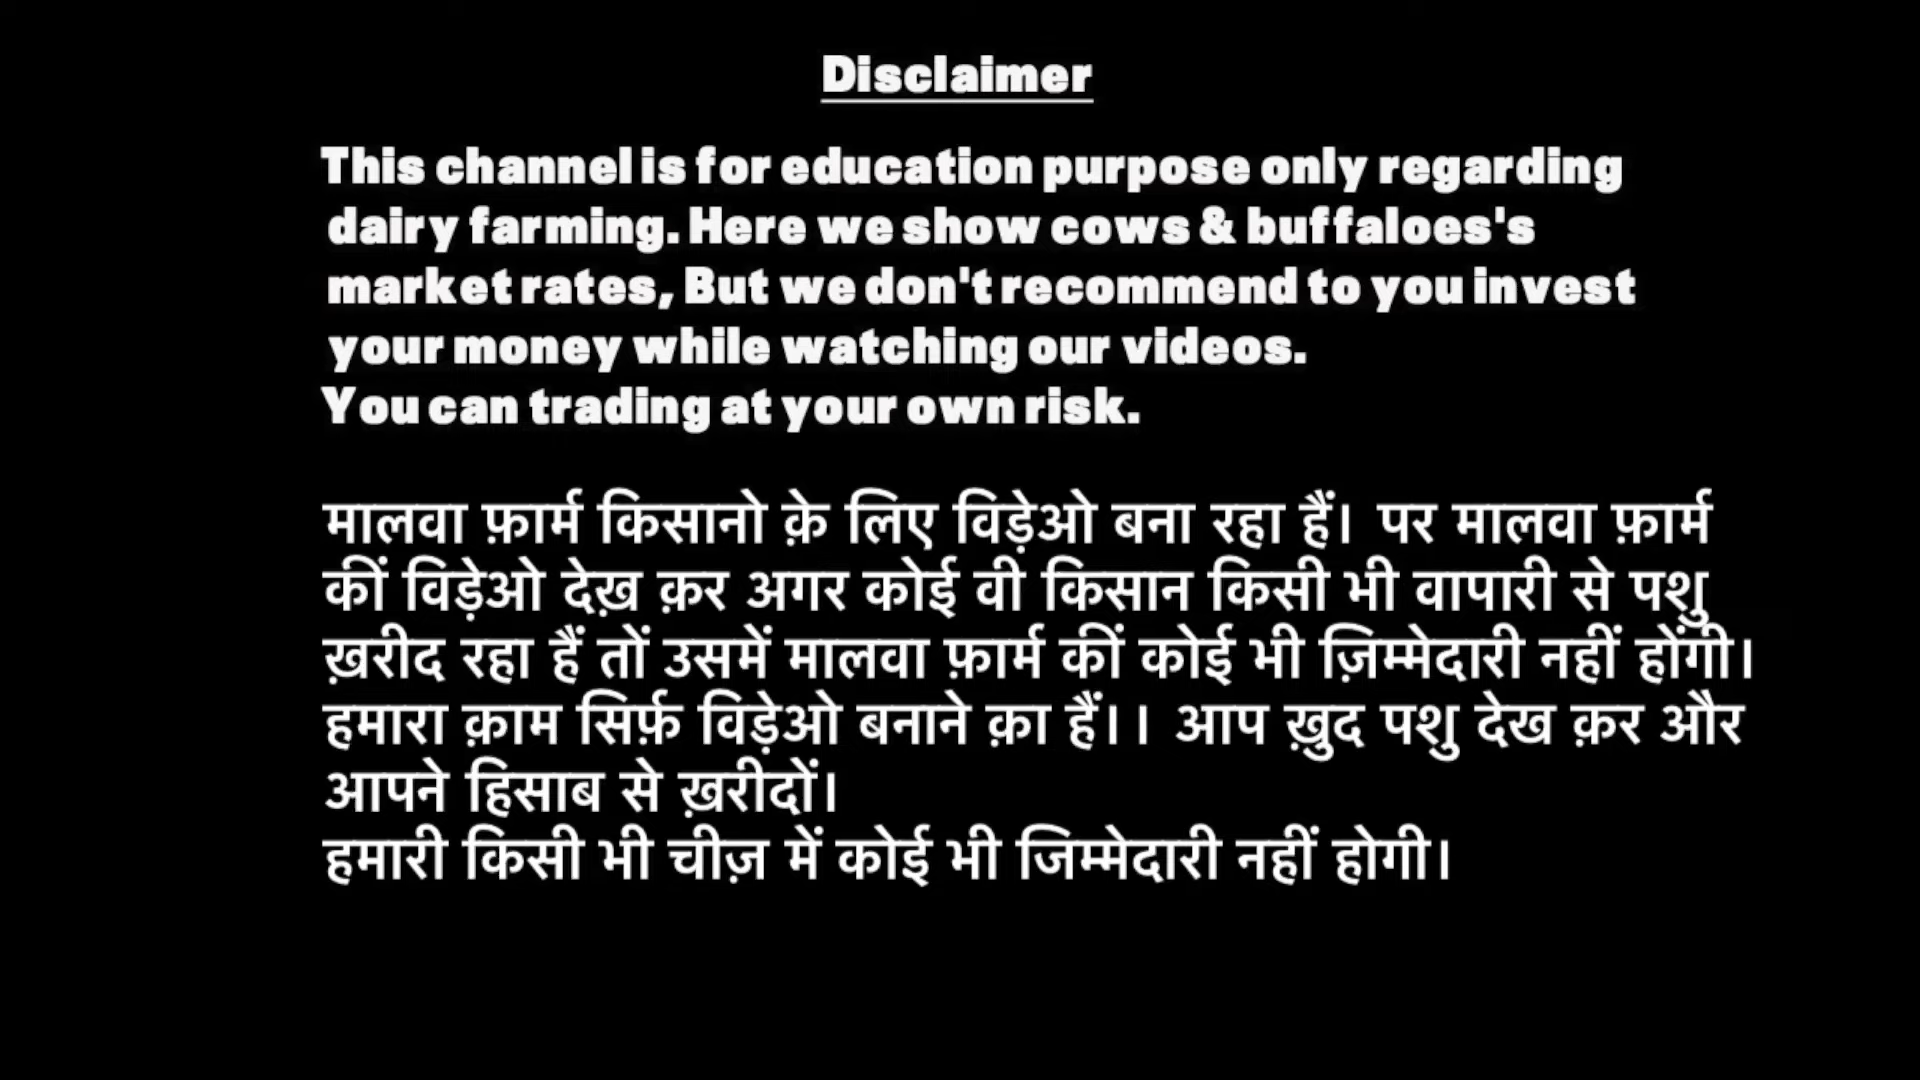 Disclaimer
This channel is for education purpose only regarding
dairy farming. Here we show cows & buffaloes's
market rates, But we don't recommend to you invest
your money while watching our videos.
You can trading at your own risk.
मालवा फ़ार्म किसानो क़े लिए विड़ेओ बना रहा हैं। पर मालवा फ़ार्म
कीं विड़ेओ देख़ क़र अगर कोई वी किसान किसी भी वापारी से पशु
ख़रीद रहा हैं तों उसमें मालवा फ़ार्म कीं कोई भी ज़िम्मेदारी नहीं होंगी।
हमारा क़ाम सिर्फ़ विड़ेओ बनाने क़ा हैं।। आप ख़ुद पशु देख क़र और
आपने हिसाब से ख़रीदों।
हमारी किसी भी चीज़ में कोई भी जिम्मेदारी नहीं होगी।